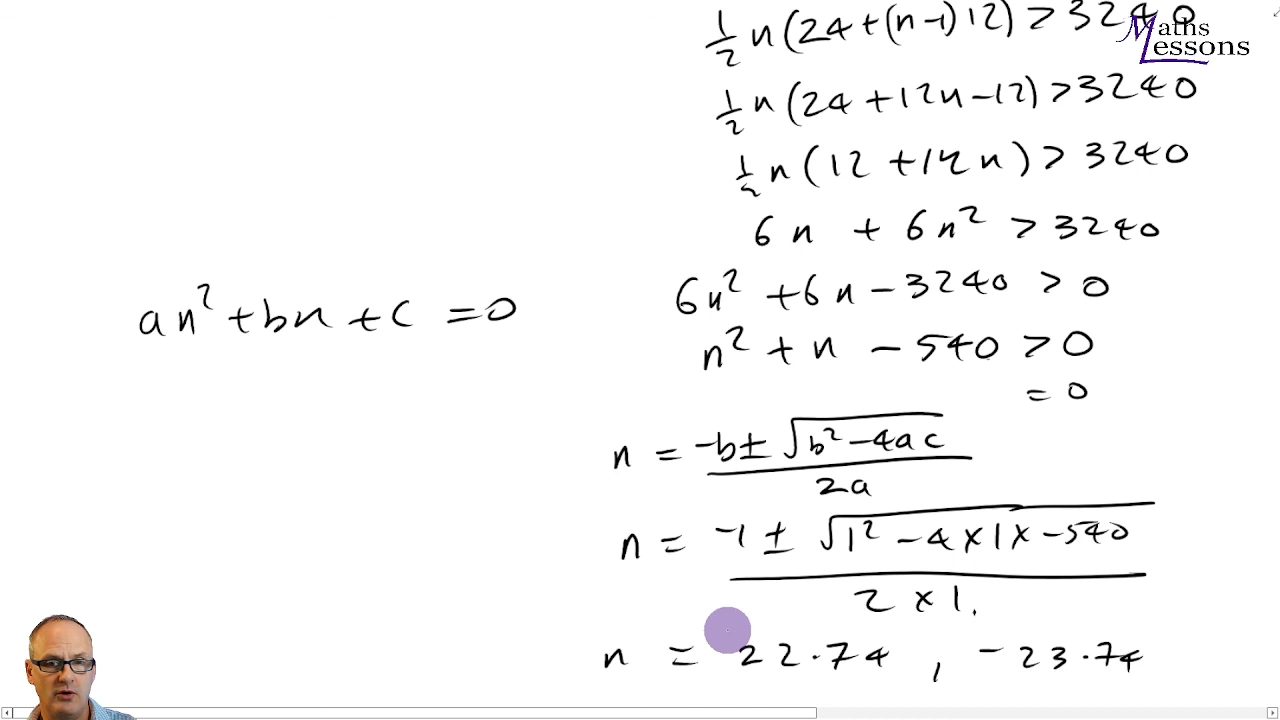 ½n(24+(n-1)12) > 3240
Maths Lessons
½n(24+12n-12) > 3240
½n(12+12n) > 3240
6n + 6n² > 3240
6n² + 6n - 3240 > 0
an² + bn + c = 0
n² + n - 540 > 0
= 0
n = -b ± √b² - 4ac
2a
n = -1 ± √1² - 4×1×-540
2×1.
n = 22.74, -23.74